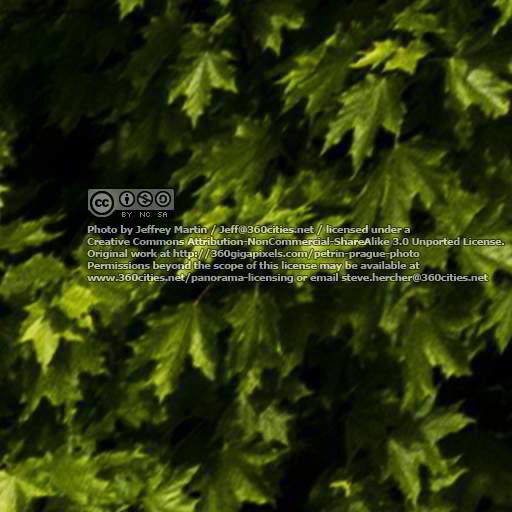 cc
BY NC SA
Photo by Jeffrey Martin / Jeff@360cities.net / licensed under a
Creative Commons Attribution-NonCommercial-ShareAlike 3.0 Unported License.
Original work at http://360gigapixels.com/petrin-prague-photo
Permissions beyond the scope of this license may be available at
www.360cities.net/panorama-licensing or email steve.hercher@360cities.net